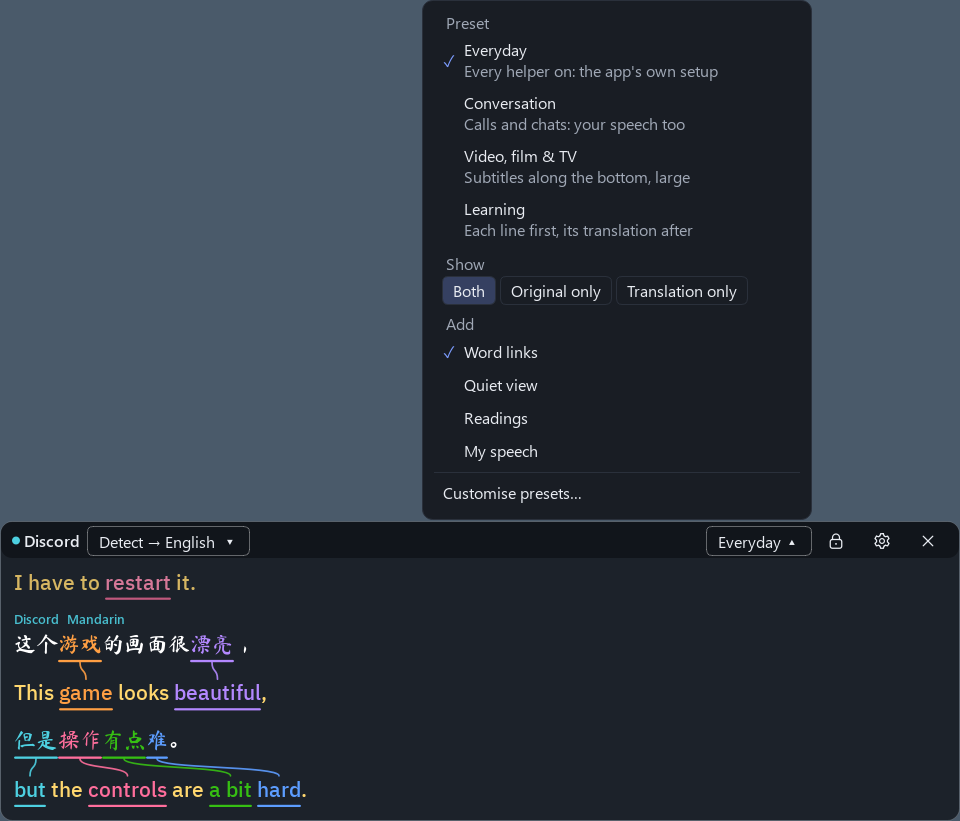 Preset
Everyday
Every helper on: the app's own setup
Conversation
Calls and chats: your speech too
Video, film & TV
Subtitles along the bottom, large
Learning
Each line first, its translation after
Show
Both Original only Translation only
Add
Word links
Quiet view
Readings
My speech
Customise presets...
Discord Detect → English Everyday
I have to restart it.
Discord Mandarin
这个游戏的画面很漂亮，
This game looks beautiful,
但是操作有点难。
but the controls are a bit hard.